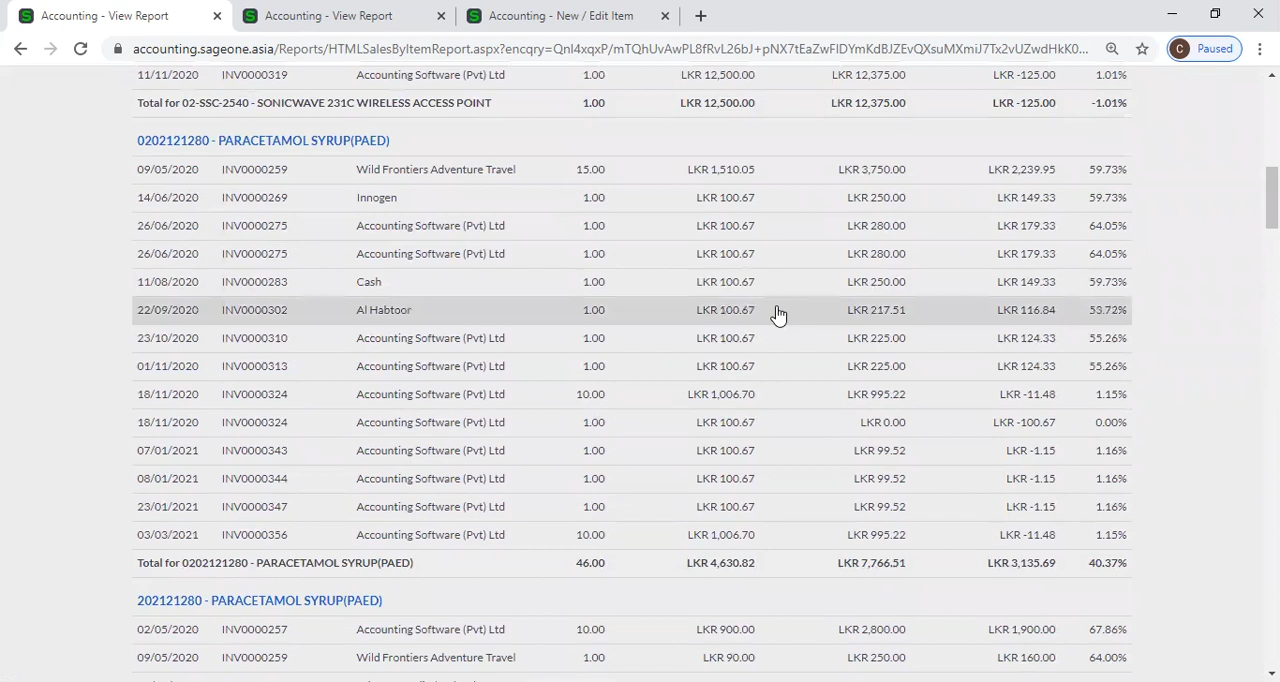 Accounting - View Report
Accounting - View Report
Accounting - New / Edit Item
accounting.sageone.asia/Reports/HTMLSalesByItemReport.aspx?encqry=QnI4xqxP/mTQhUvAwPL8fRvL26bJ+pNX7tEaZwFIDYmKdBJZEvQXsuMXmiJ7Tx2vUZwdHkK0...
C Paused
11/11/2020 INV0000319 Accounting Software (Pvt) Ltd 1.00 LKR 12,500.00 LKR 12,375.00 LKR -125.00 1.01%
Total for 02-SSC-2540 - SONICWAVE 231C WIRELESS ACCESS POINT 1.00 LKR 12,500.00 LKR 12,375.00 LKR -125.00 -1.01%
0202121280 - PARACETAMOL SYRUP(PAED)
09/05/2020 INV0000259 Wild Frontiers Adventure Travel 15.00 LKR 1,510.05 LKR 3,750.00 LKR 2,239.95 59.73%
14/06/2020 INV0000269 Innogen 1.00 LKR 100.67 LKR 250.00 LKR 149.33 59.73%
26/06/2020 INV0000275 Accounting Software (Pvt) Ltd 1.00 LKR 100.67 LKR 280.00 LKR 179.33 64.05%
26/06/2020 INV0000275 Accounting Software (Pvt) Ltd 1.00 LKR 100.67 LKR 280.00 LKR 179.33 64.05%
11/08/2020 INV0000283 Cash 1.00 LKR 100.67 LKR 250.00 LKR 149.33 59.73%
22/09/2020 INV0000302 Al Habtoor 1.00 LKR 100.67 LKR 217.51 LKR 116.84 53.72%
23/10/2020 INV0000310 Accounting Software (Pvt) Ltd 1.00 LKR 100.67 LKR 225.00 LKR 124.33 55.26%
01/11/2020 INV0000313 Accounting Software (Pvt) Ltd 1.00 LKR 100.67 LKR 225.00 LKR 124.33 55.26%
18/11/2020 INV0000324 Accounting Software (Pvt) Ltd 10.00 LKR 1,006.70 LKR 995.22 LKR -11.48 1.15%
18/11/2020 INV0000324 Accounting Software (Pvt) Ltd 1.00 LKR 100.67 LKR 0.00 LKR -100.67 0.00%
07/01/2021 INV0000343 Accounting Software (Pvt) Ltd 1.00 LKR 100.67 LKR 99.52 LKR -1.15 1.16%
08/01/2021 INV0000344 Accounting Software (Pvt) Ltd 1.00 LKR 100.67 LKR 99.52 LKR -1.15 1.16%
23/01/2021 INV0000347 Accounting Software (Pvt) Ltd 1.00 LKR 100.67 LKR 99.52 LKR -1.15 1.16%
03/03/2021 INV0000356 Accounting Software (Pvt) Ltd 10.00 LKR 1,006.70 LKR 995.22 LKR -11.48 1.15%
Total for 0202121280 - PARACETAMOL SYRUP(PAED) 46.00 LKR 4,630.82 LKR 7,766.51 LKR 3,135.69 40.37%
202121280 - PARACETAMOL SYRUP(PAED)
02/05/2020 INV0000257 Accounting Software (Pvt) Ltd 10.00 LKR 900.00 LKR 2,800.00 LKR 1,900.00 67.86%
09/05/2020 INV0000259 Wild Frontiers Adventure Travel 1.00 LKR 90.00 LKR 250.00 LKR 160.00 64.00%